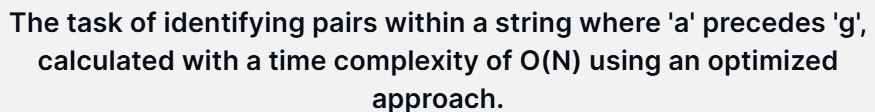 The task of identifying pairs within a string where 'a' precedes 'g',
calculated with a time complexity of O(N) using an optimized
approach.